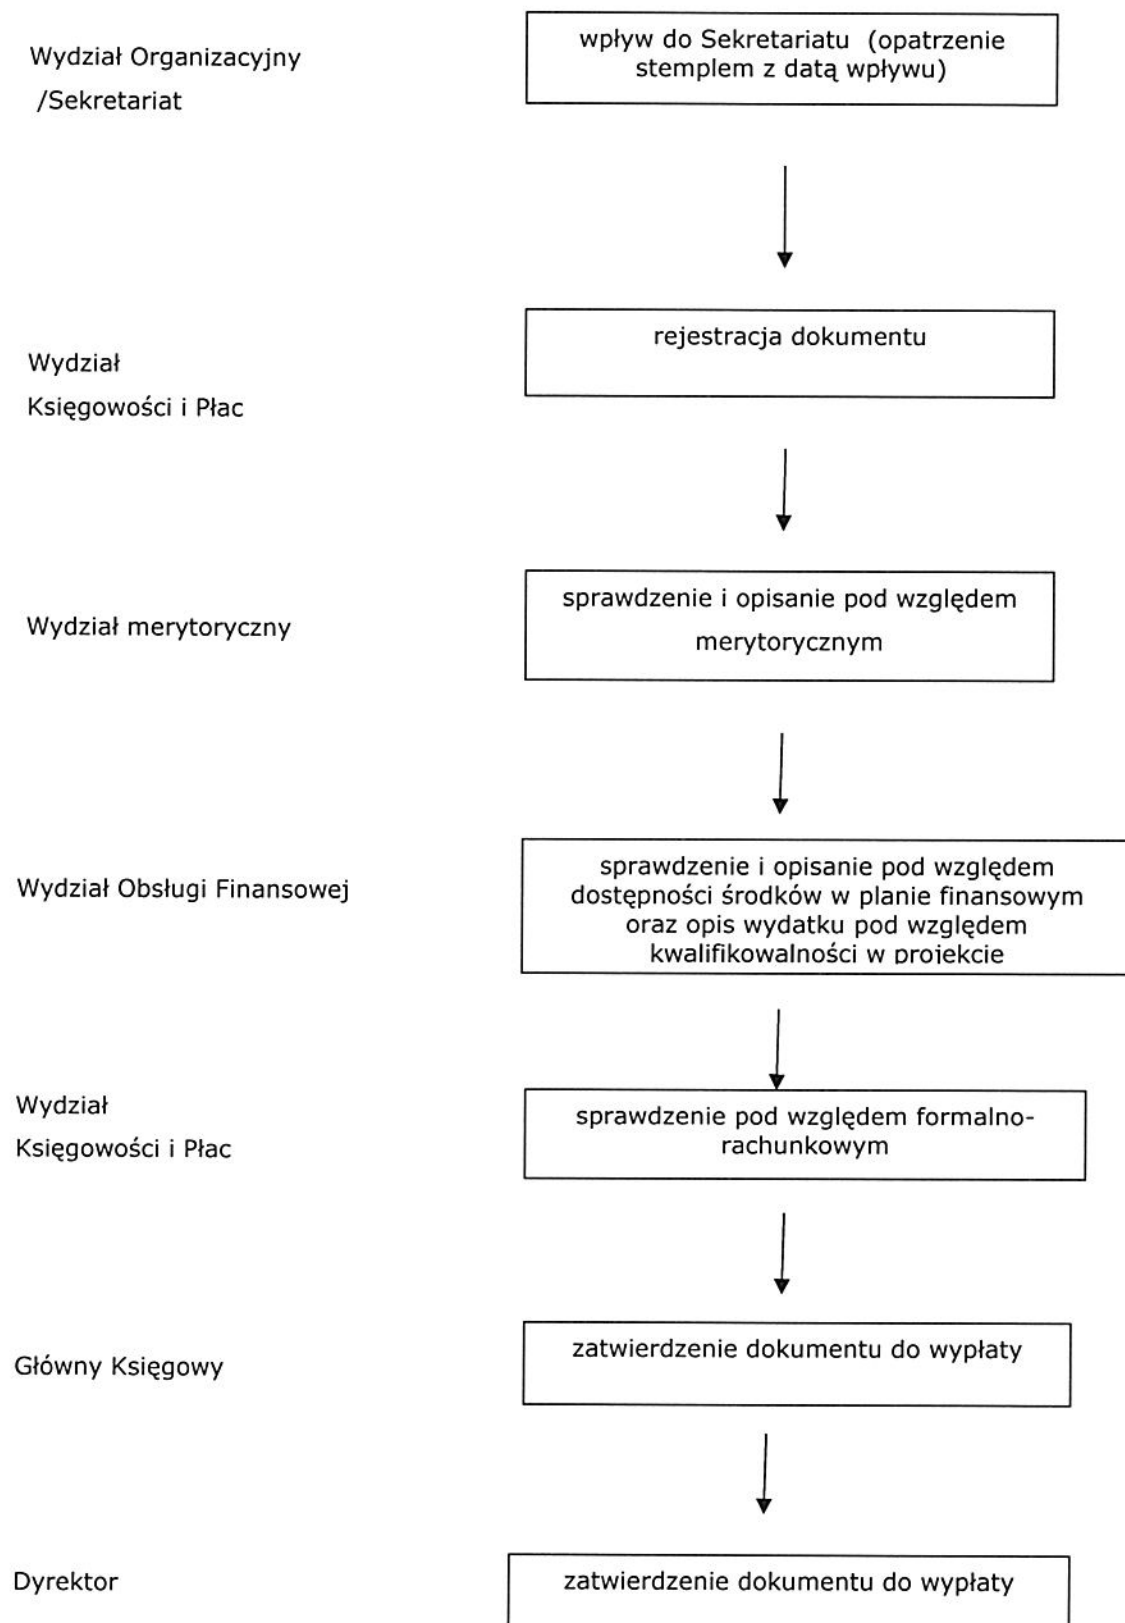 Wydział Organizacyjny
/Sekretariat
wpływ do Sekretariatu (opatrzenie
stemplem z datą wpływu)
Wydział
Księgowości i Płac
rejestracja dokumentu
Wydział merytoryczny
sprawdzenie i opisanie pod względem
merytorycznym
Wydział Obsługi Finansowej
sprawdzenie i opisanie pod względem
dostępności środków w planie finansowym
oraz opis wydatku pod względem
kwalifikowalności w projekcie
Wydział
Księgowości i Płac
sprawdzenie pod względem formalno-
rachunkowym
Główny Księgowy
zatwierdzenie dokumentu do wypłaty
Dyrektor
zatwierdzenie dokumentu do wypłaty